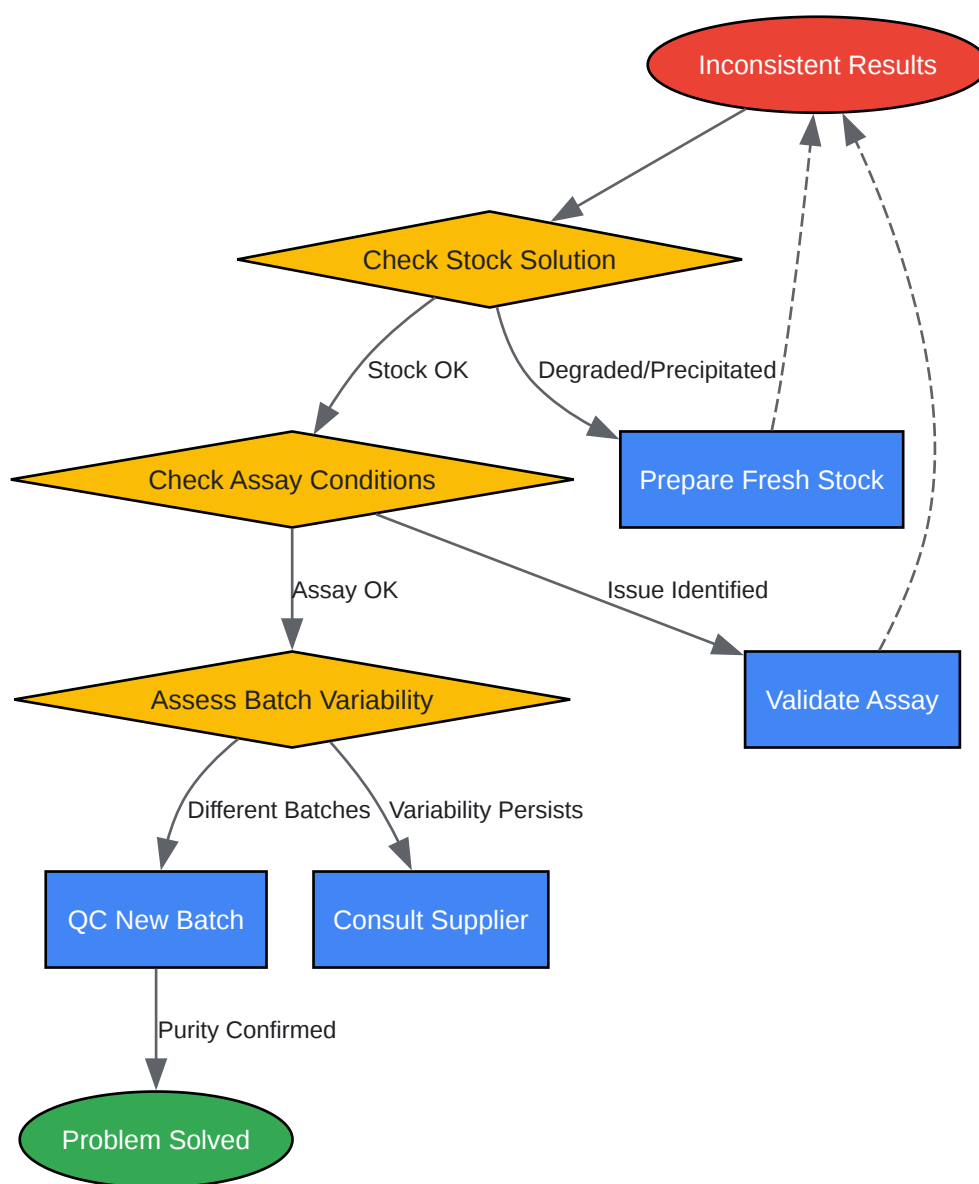 Inconsistent Results
Check Stock Solution
Stock OK
Degraded/Precipitated
Check Assay Conditions
Prepare Fresh Stock
Assay OK
Issue Identified
Assess Batch Variability
Validate Assay
Different Batches
Variability Persists
QC New Batch
Consult Supplier
Purity Confirmed
Problem Solved